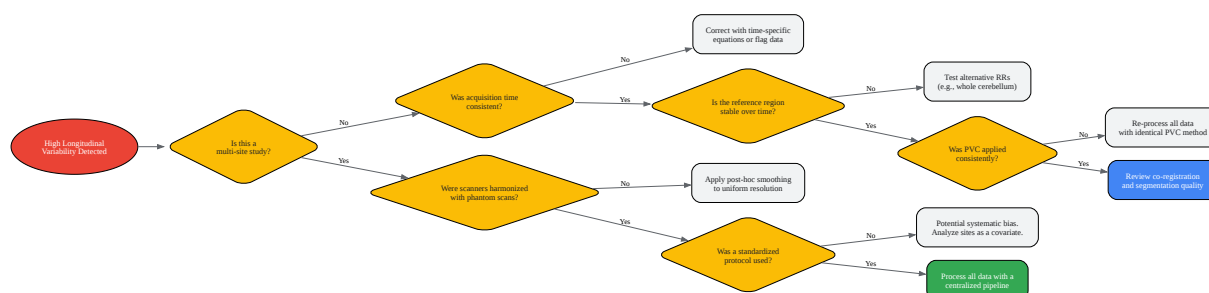 High Longitudinal
Variability Detected
Is this a
multi-site study?
No
Yes
Was acquisition time
consistent?
No
Yes
Correct with time-specific
equations or flag data
Is the reference region
stable over time?
No
Yes
Test alternative RRs
(e.g., whole cerebellum)
Was PVC applied
consistently?
No
Yes
Re-process all data
with identical PVC method
Review co-registration
and segmentation quality
Were scanners harmonized
with phantom scans?
No
Yes
Apply post-hoc smoothing
to uniform resolution
Was a standardized
protocol used?
No
Yes
Potential systematic bias.
Analyze sites as a covariate.
Process all data with a
centralized pipeline